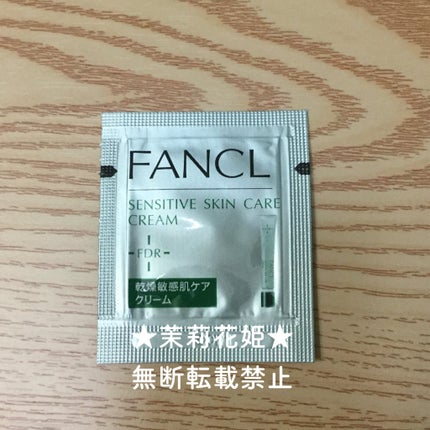 FANCL
SENSITIVE SKIN CARE
CREAM
FDR
乾燥敏感肌ケア
クリーム
★茉莉花姫★
無断転載禁止